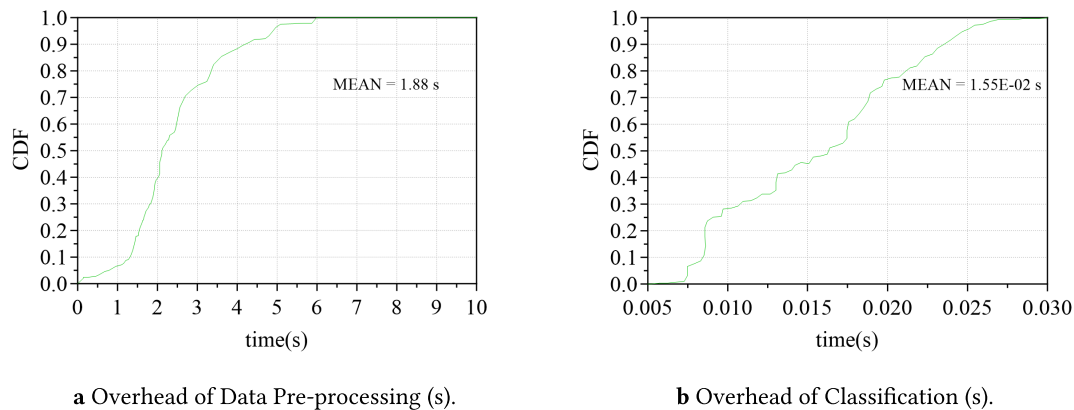 1.0
0.9
0.8
0.7
0.6
0.5
0.4
0.3
0.2
0.1
0.0
CDF
MEAN = 1.88 s
0 1 2 3 4 5 6 7 8 9 10
time(s)
a Overhead of Data Pre-processing (s).
1.0
0.9
0.8
0.7
0.6
0.5
0.4
0.3
0.2
0.1
0.0
CDF
MEAN = 1.55E-02 s
0.005 0.010 0.015 0.020 0.025 0.030
time(s)
b Overhead of Classification (s).